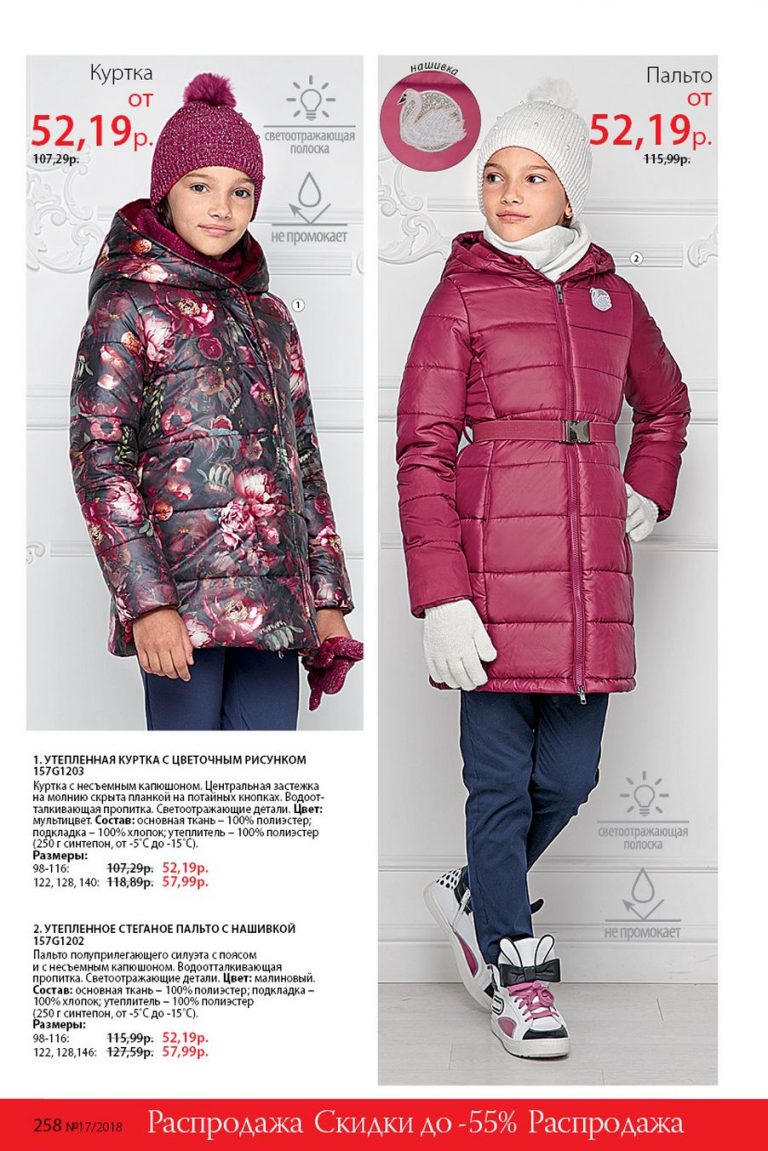 Куртка
от
52,19р.
107,29р.
светоотражающая
полоска
не промокает
1
нашивка
Пальто
от
52,19р.
115,99р.
2
1. УТЕПЛЕННАЯ КУРТКА С ЦВЕТОЧНЫМ РИСУНКОМ
157G1203
Куртка с несъемным капюшоном. Центральная застежка
на молнию скрыта планкой на потайных кнопках. Водоот-
талкивающая пропитка. Светоотражающие детали. Цвет:
мультицвет. Состав: основная ткань – 100% полиэстер;
подкладка – 100% хлопок; утеплитель – 100% полиэстер
(250 г синтепон, от -5˚С до -15˚С).
Размеры:
98-116: 107,29р. 52,19р.
122, 128, 140: 118,89р. 57,99р.
2. УТЕПЛЕННОЕ СТЕГАНОЕ ПАЛЬТО С НАШИВКОЙ
157G1202
Пальто полуприлегающего силуэта с поясом
и с несъемным капюшоном. Водоотталкивающая
пропитка. Светоотражающие детали. Цвет: малиновый.
Состав: основная ткань – 100% полиэстер; подкладка –
100% хлопок; утеплитель – 100% полиэстер
(250 г синтепон, от -5˚С до -15˚С).
Размеры:
98-116: 115,99р. 52,19р.
122, 128,146: 127,59р. 57,99р.
светоотражающая
полоска
не промокает
258 №17/2018 Распродажа Скидки до -55% Распродажа